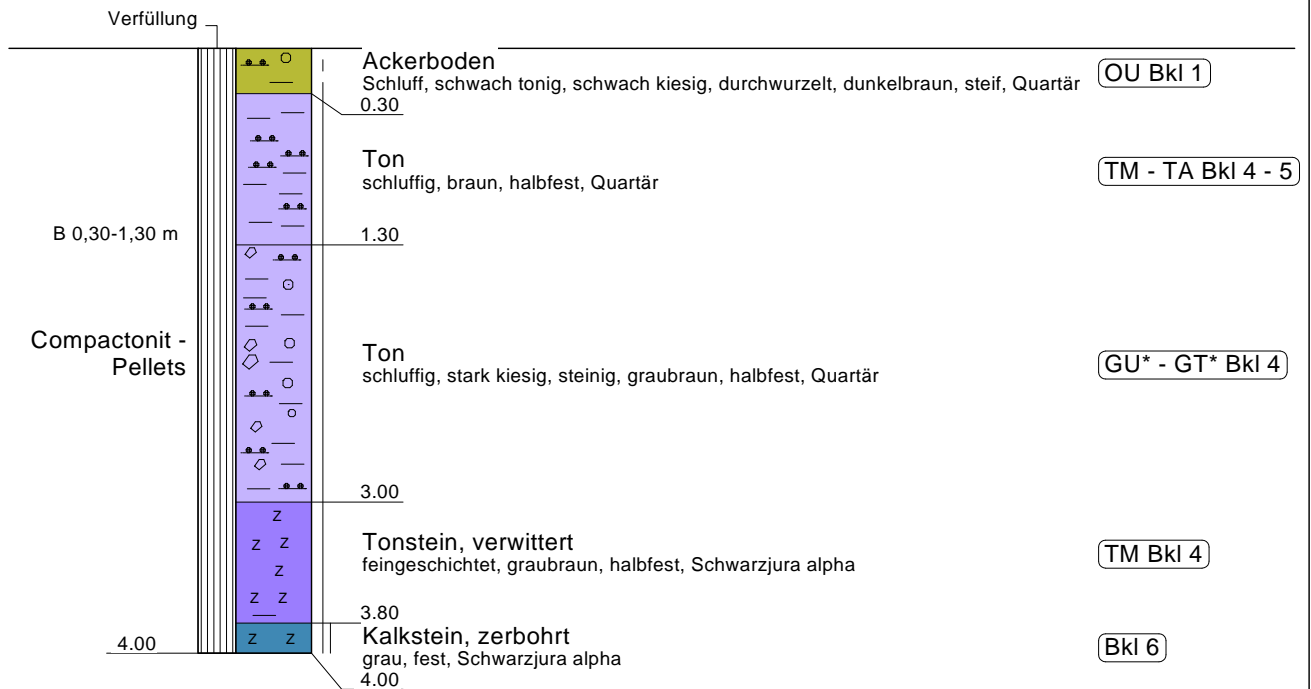 Verfüllung
Ackerboden
Schluff, schwach tonig, schwach kiesig, durchwurzelt, dunkelbraun, steif, Quartär
OU Bkl 1
0.30
Ton
schluffig, braun, halbfest, Quartär
TM - TA Bkl 4 - 5
B 0,30-1,30 m
1.30
Compactonit -
Pellets
Ton
schluffig, stark kiesig, steinig, graubraun, halbfest, Quartär
GU* - GT* Bkl 4
3.00
Z
Tonstein, verwittert
Z Z
feingeschichtet, graubraun, halbfest, Schwarzjura alpha
TM Bkl 4
Z
Z Z
3.80
Kalkstein, zerbohrt
4.00
Z Z
grau, fest, Schwarzjura alpha
Bkl 6
4.00